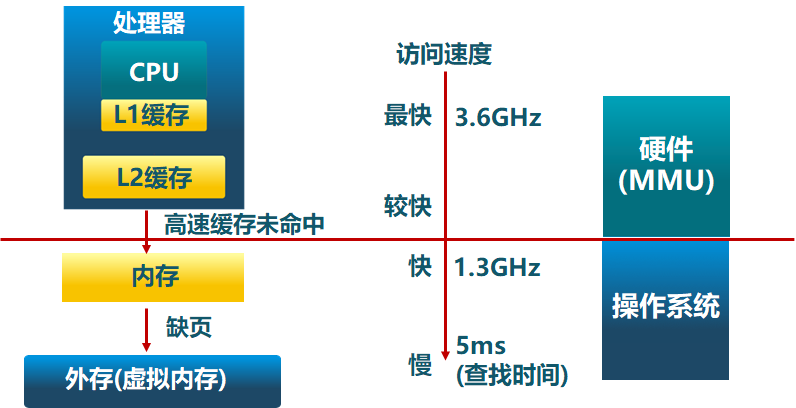 处理器
CPU
L1缓存
L2缓存
高速缓存未命中
内存
缺页
外存(虚拟内存)
访问速度
最快
3.6GHz
较快
快
1.3GHz
慢
5ms
(查找时间)
硬件
(MMU)
操作系统